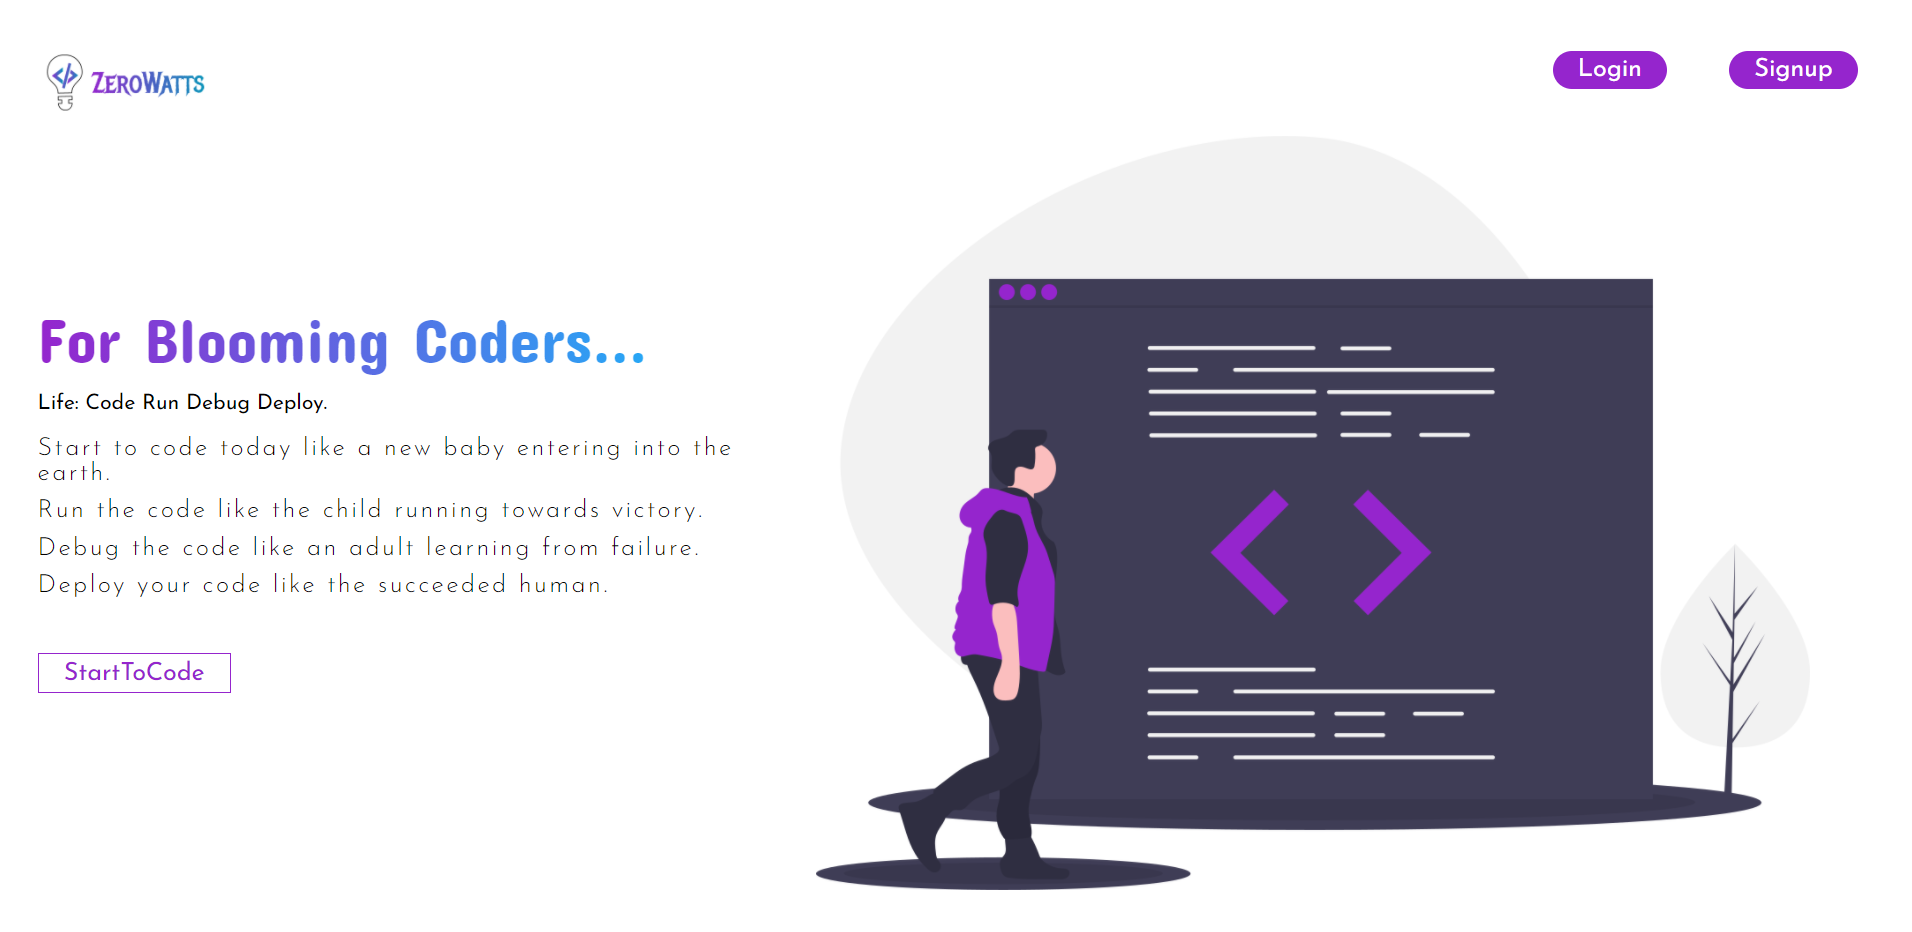 </> ZEROWATTS
Login
Signup
For Blooming Coders...
Life: Code Run Debug Deploy.
Start to code today like a new baby entering into the
earth.
Run the code like the child running towards victory.
Debug the code like an adult learning from failure.
Deploy your code like the succeeded human.
StartToCode